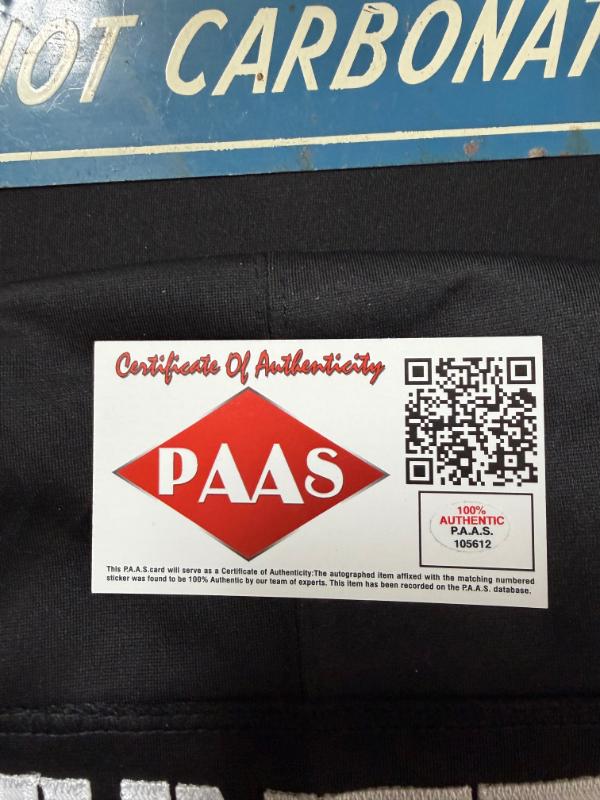 NOT CARBONAT
Certificate Of Authenticity
PAAS
100%
AUTHENTIC
P.A.A.S.
105612
This P.A.A.S.card will serve as a Certificate of Authenticity:The autographed item affixed with the matching numbered
sticker was found to be 100% Authentic by our team of experts. This item has been recorded on the P.A.A.S. database.